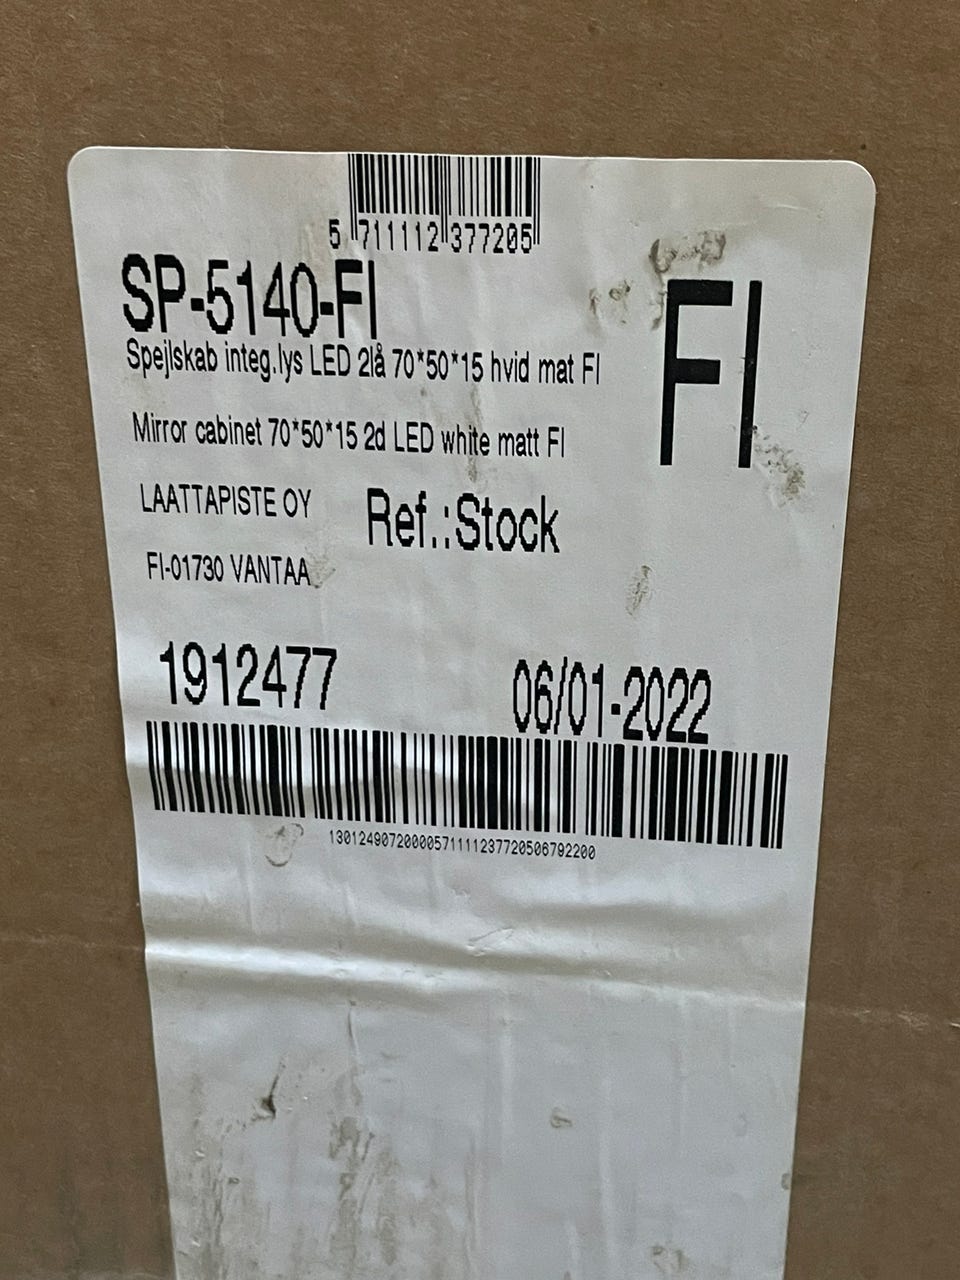 5 711112 377205
SP-5140-FI
FI
Spejlskab integ.lys LED 2lå 70*50*15 hvid mat FI
Mirror cabinet 70*50*15 2d LED white matt FI
LAATTAPISTE OY
Ref.:Stock
FI-01730 VANTAA
1912477
06/01-2022
13012490720000571111237720506792200